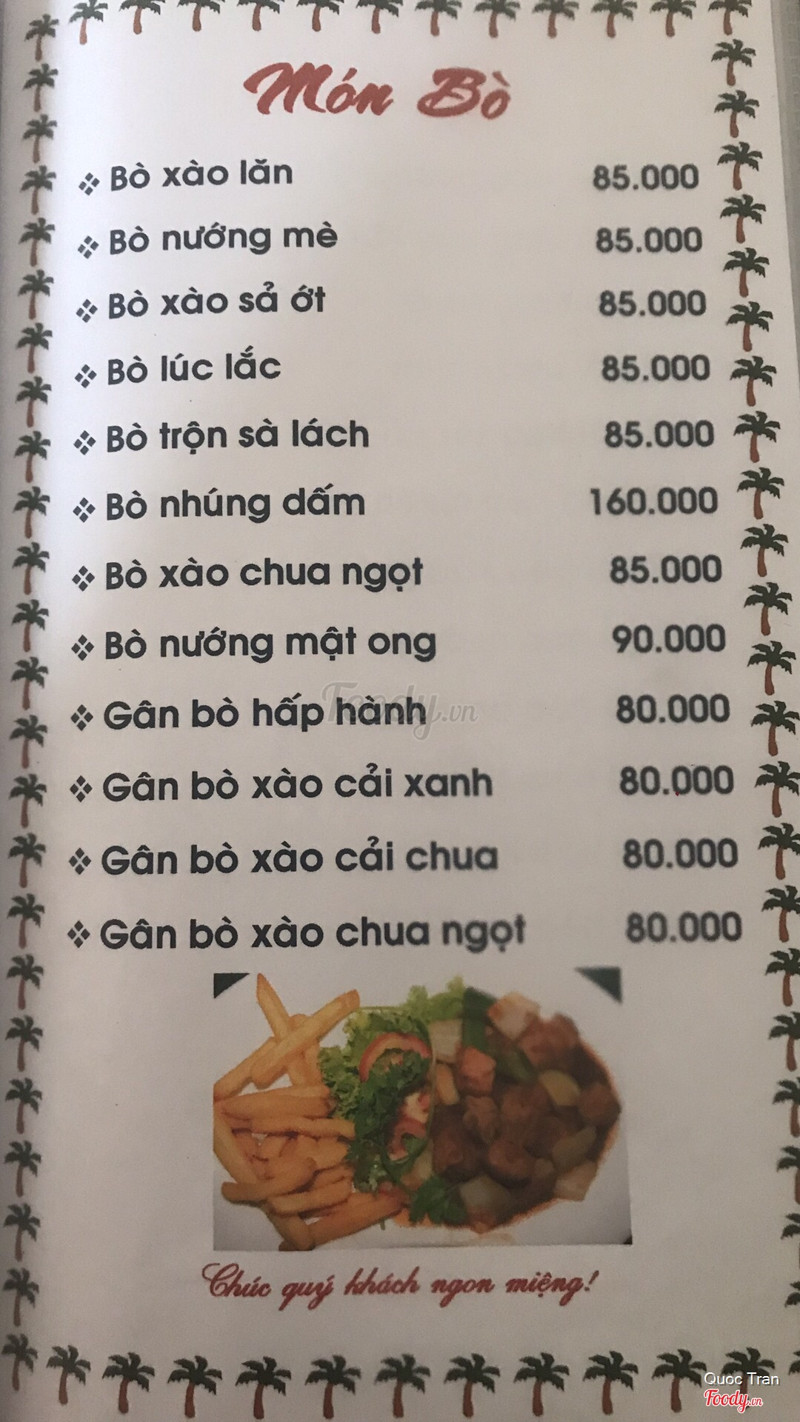 Món Bò
❖ Bò xào lăn 85.000
❖ Bò nướng mè 85.000
❖ Bò xào sả ớt 85.000
❖ Bò lúc lắc 85.000
❖ Bò trộn sà lách 85.000
❖ Bò nhúng dấm 160.000
❖ Bò xào chua ngọt 85.000
❖ Bò nướng mật ong 90.000
Foody.vn
❖ Gân bò hấp hành 80.000
❖ Gân bò xào cải xanh 80.000
❖ Gân bò xào cải chua 80.000
❖ Gân bò xào chua ngọt 80.000
Chúc quý khách ngon miệng!
Quoc Tran
Foody.vn